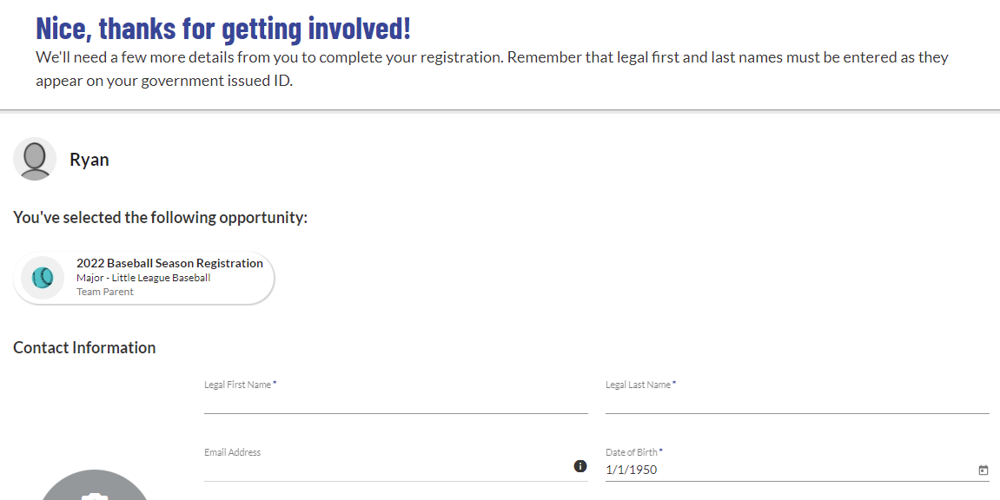 Nice, thanks for getting involved!
We'll need a few more details from you to complete your registration. Remember that legal first and last names must be entered as they
appear on your government issued ID.
Ryan
You've selected the following opportunity:
2022 Baseball Season Registration
Major - Little League Baseball
Team Parent
Contact Information
Legal First Name *
Legal Last Name *
Email Address
Date of Birth *
1/1/1950